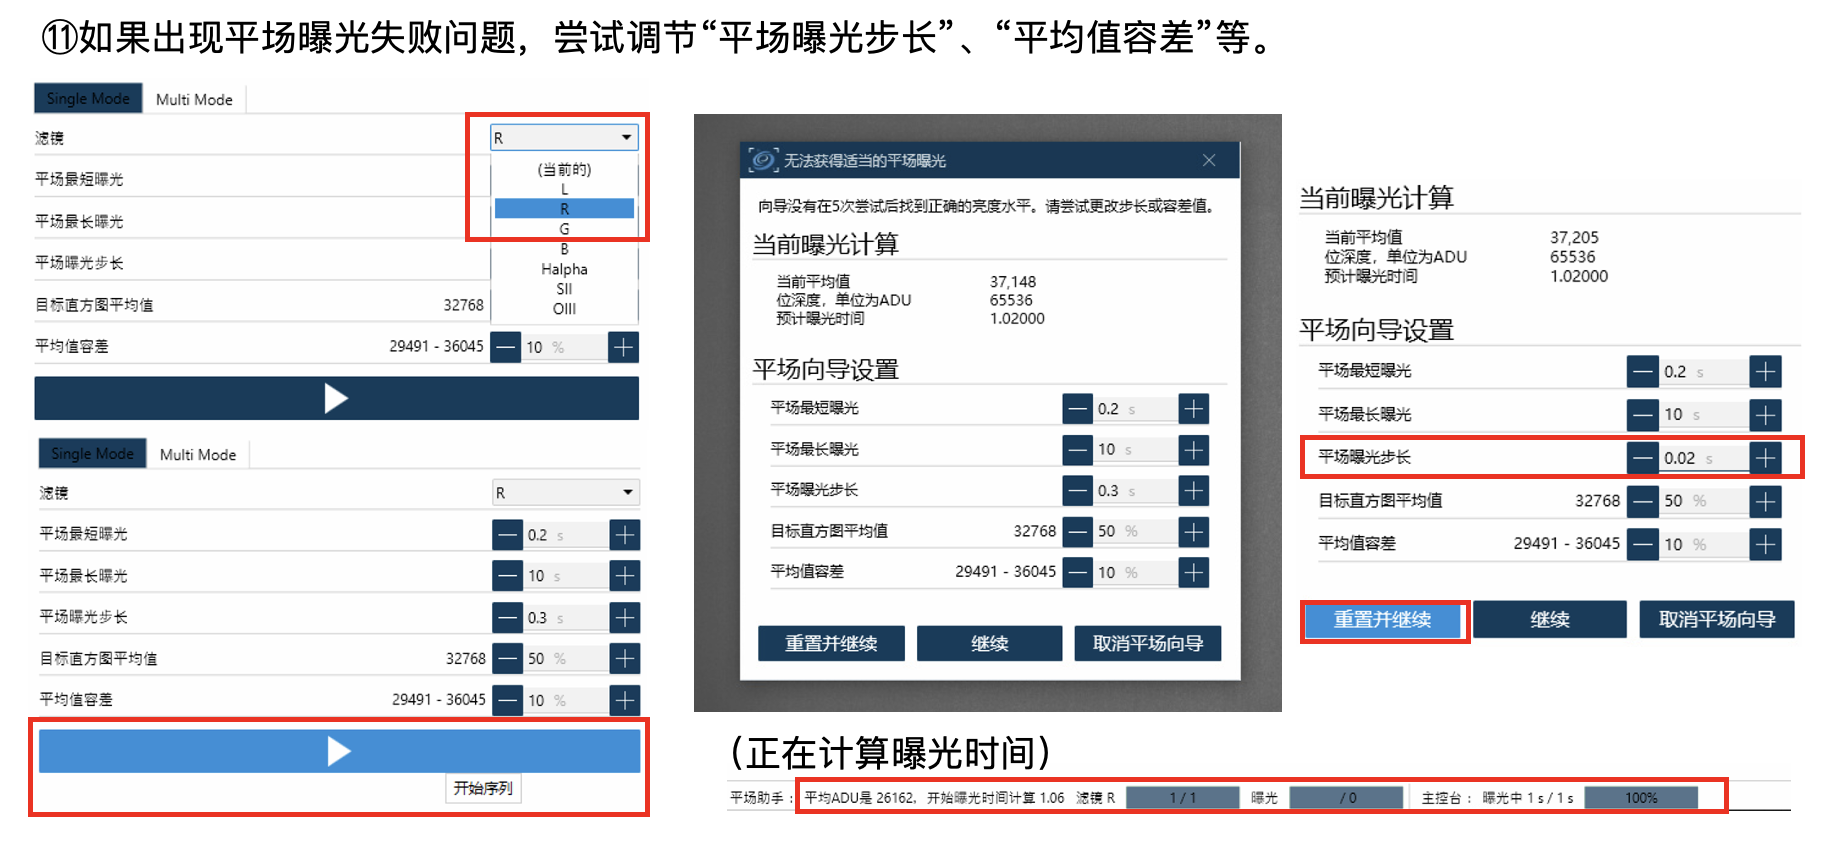 ⑪如果出现平场曝光失败问题，尝试调节“平场曝光步长”、“平均值容差”等。
Single Mode Multi Mode
滤镜 R
(当前的)
L
R
G
B
Halpha
SII
OIII
平场最短曝光
平场最长曝光
平场曝光步长
目标直方图平均值 32768
平均值容差 29491 - 36045 10 %
Single Mode Multi Mode
滤镜 R
平场最短曝光 0.2 s
平场最长曝光 10 s
平场曝光步长 0.3 s
目标直方图平均值 32768 50 %
平均值容差 29491 - 36045 10 %
开始序列
无法获得适当的平场曝光
向导没有在5次尝试后找到正确的亮度水平。请尝试更改步长或容差值。
当前曝光计算
当前平均值 37,148
位深度，单位为ADU 65536
预计曝光时间 1.02000
平场向导设置
平场最短曝光 0.2 s
平场最长曝光 10 s
平场曝光步长 0.3 s
目标直方图平均值 32768 50 %
平均值容差 29491 - 36045 10 %
重置并继续 继续 取消平场向导
当前曝光计算
当前平均值 37,205
位深度，单位为ADU 65536
预计曝光时间 1.02000
平场向导设置
平场最短曝光 0.2 s
平场最长曝光 10 s
平场曝光步长 0.02 s
目标直方图平均值 32768 50 %
平均值容差 29491 - 36045 10 %
重置并继续 继续 取消平场向导
（正在计算曝光时间）
平场助手： 平均ADU是 26162，开始曝光时间计算 1.06 滤镜 R 1 / 1 曝光 / 0 主控台： 曝光中 1 s / 1 s 100%